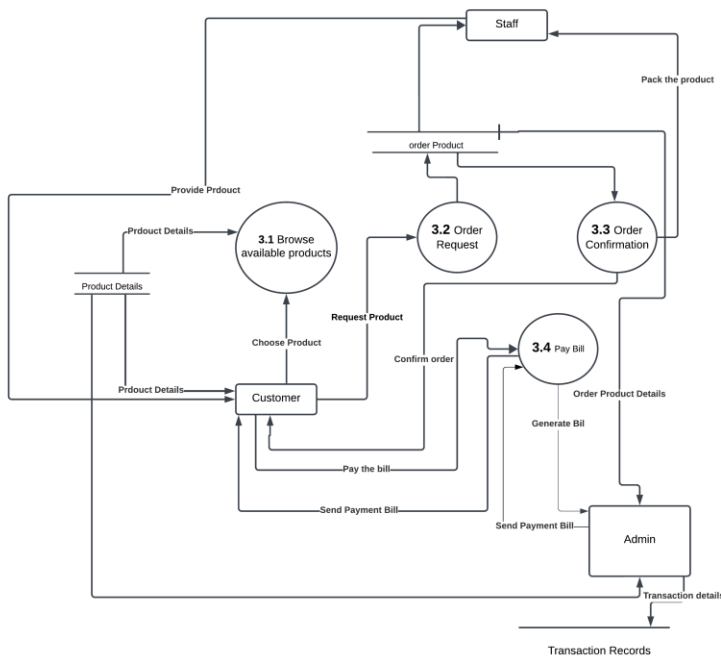 Staff
Pack the product
order Product
Provide Prdouct
3.1 Browse
available products
3.2 Order
Request
3.3 Order
Confirmation
Prdouct Details
Product Details
Request Product
Choose Product
Confirm order
3.4 Pay Bill
Prdouct Details
Customer
Order Product Details
Generate Bil
Pay the bill
Send Payment Bill
Send Payment Bill
Admin
Transaction details
Transaction Records